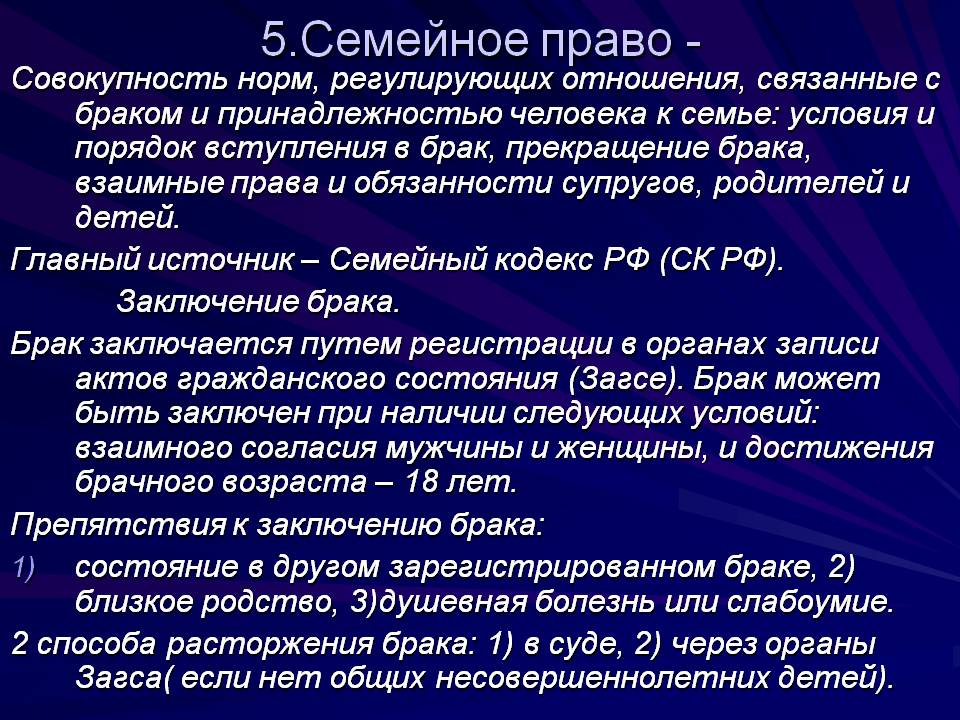 5.Семейное право -
Совокупность норм, регулирующих отношения, связанные с
браком и принадлежностью человека к семье: условия и
порядок вступления в брак, прекращение брака,
взаимные права и обязанности супругов, родителей и
детей.
Главный источник – Семейный кодекс РФ (СК РФ).
Заключение брака.
Брак заключается путем регистрации в органах записи
актов гражданского состояния (Загсе). Брак может
быть заключен при наличии следующих условий:
взаимного согласия мужчины и женщины, и достижения
брачного возраста – 18 лет.
Препятствия к заключению брака:
1) состояние в другом зарегистрированном браке, 2)
близкое родство, 3)душевная болезнь или слабоумие.
2 способа расторжения брака: 1) в суде, 2) через органы
Загса( если нет общих несовершеннолетних детей).